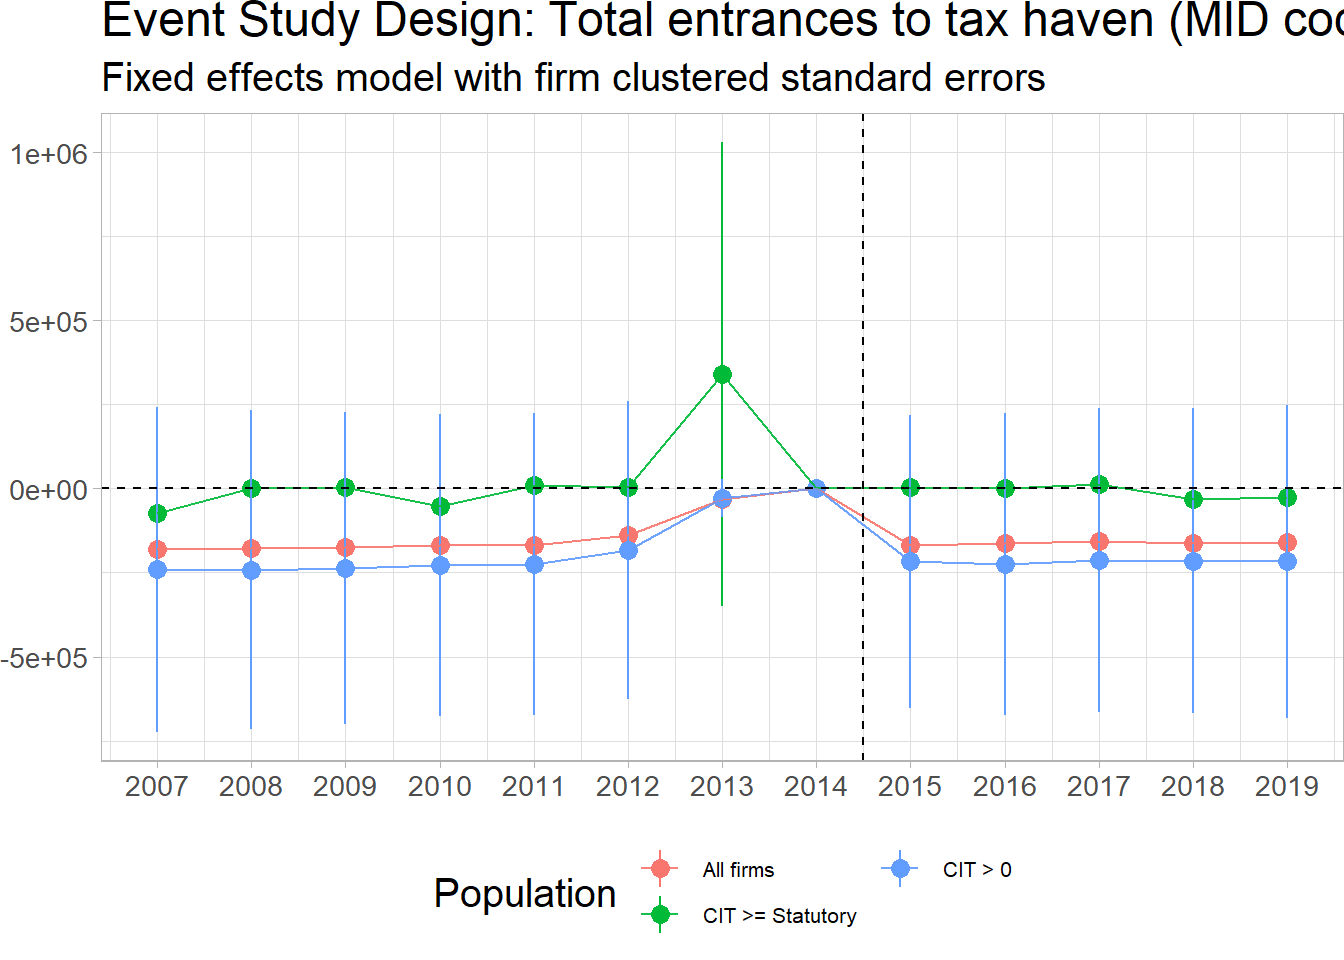 Event Study Design: Total entrances to tax haven (MID
Fixed effects model with firm clustered standard errors
1e+06
5e+05
0e+00
-5e+05
2007 2008 2009 2010 2011 2012 2013 2014 2015 2016 2017 2018 2019
Population
All firms
CIT > 0
CIT >= Statutory